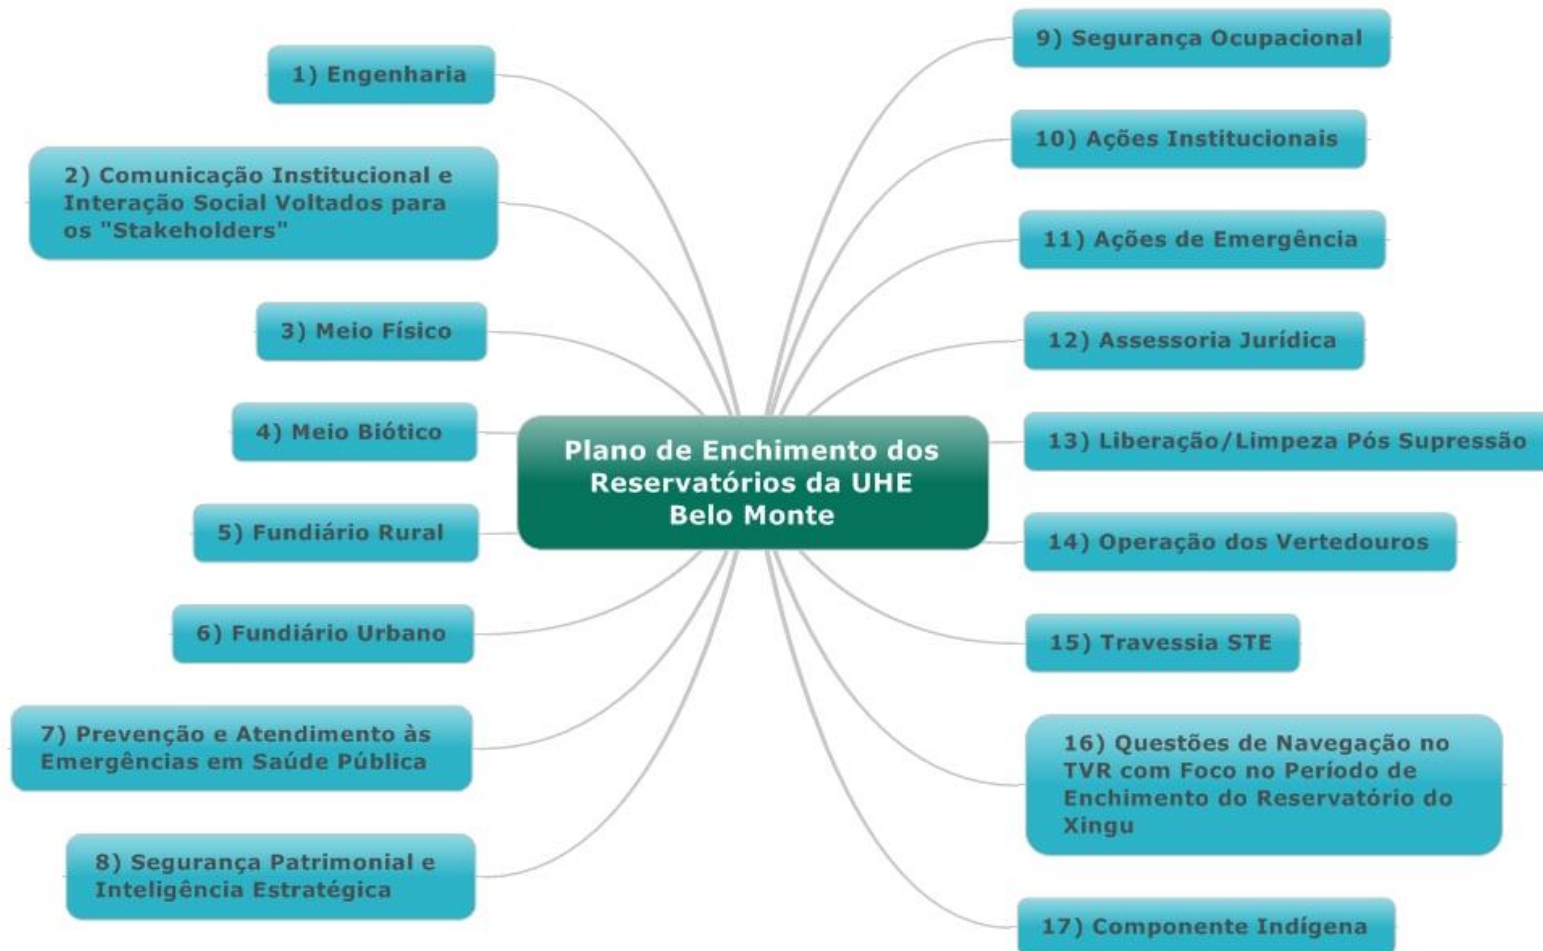 1) Engenharia
2) Comunicação Institucional e
Interação Social Voltados para
os "Stakeholders"
3) Meio Físico
4) Meio Biótico
5) Fundiário Rural
6) Fundiário Urbano
7) Prevenção e Atendimento às
Emergências em Saúde Pública
8) Segurança Patrimonial e
Inteligência Estratégica
Plano de Enchimento dos
Reservatórios da UHE
Belo Monte
9) Segurança Ocupacional
10) Ações Institucionais
11) Ações de Emergência
12) Assessoria Jurídica
13) Liberação/Limpeza Pós Supressão
14) Operação dos Vertedouros
15) Travessia STE
16) Questões de Navegação no
TVR com Foco no Período de
Enchimento do Reservatório do
Xingu
17) Componente Indígena